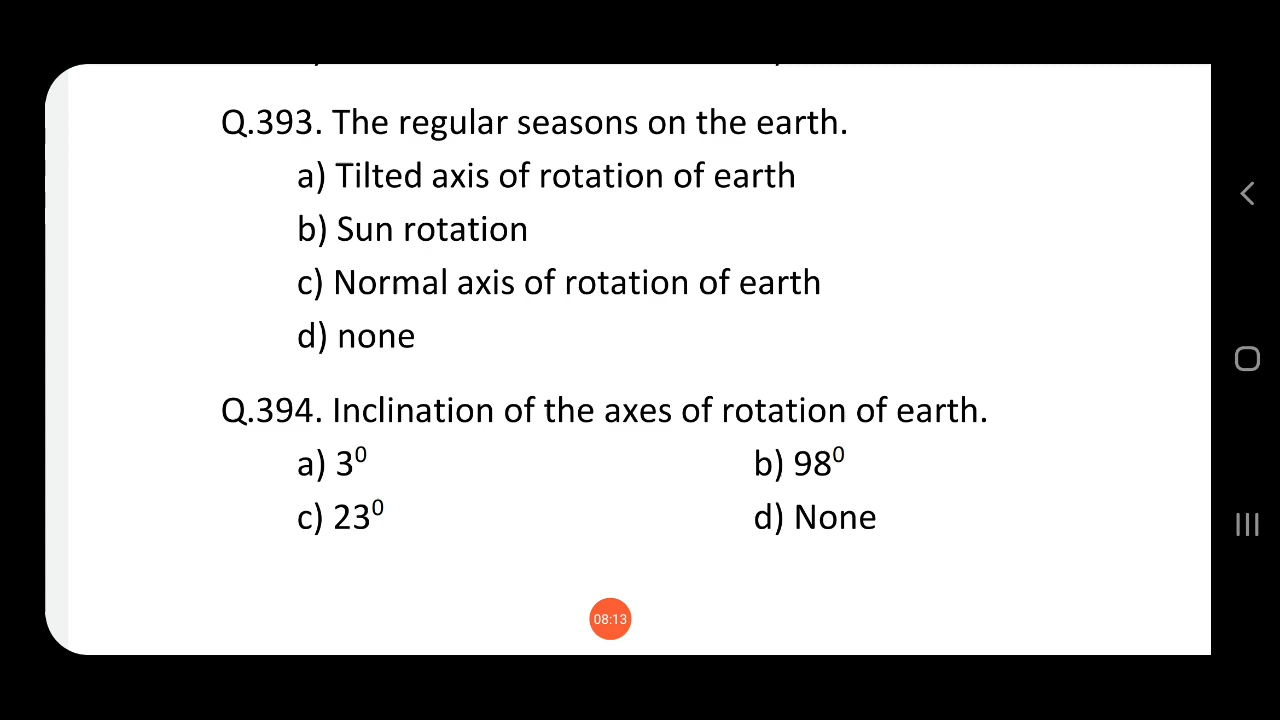 Q.393. The regular seasons on the earth.
a) Tilted axis of rotation of earth
b) Sun rotation
c) Normal axis of rotation of earth
d) none
Q.394. Inclination of the axes of rotation of earth.
a) 3⁰ b) 98⁰
c) 23⁰ d) None
08:13